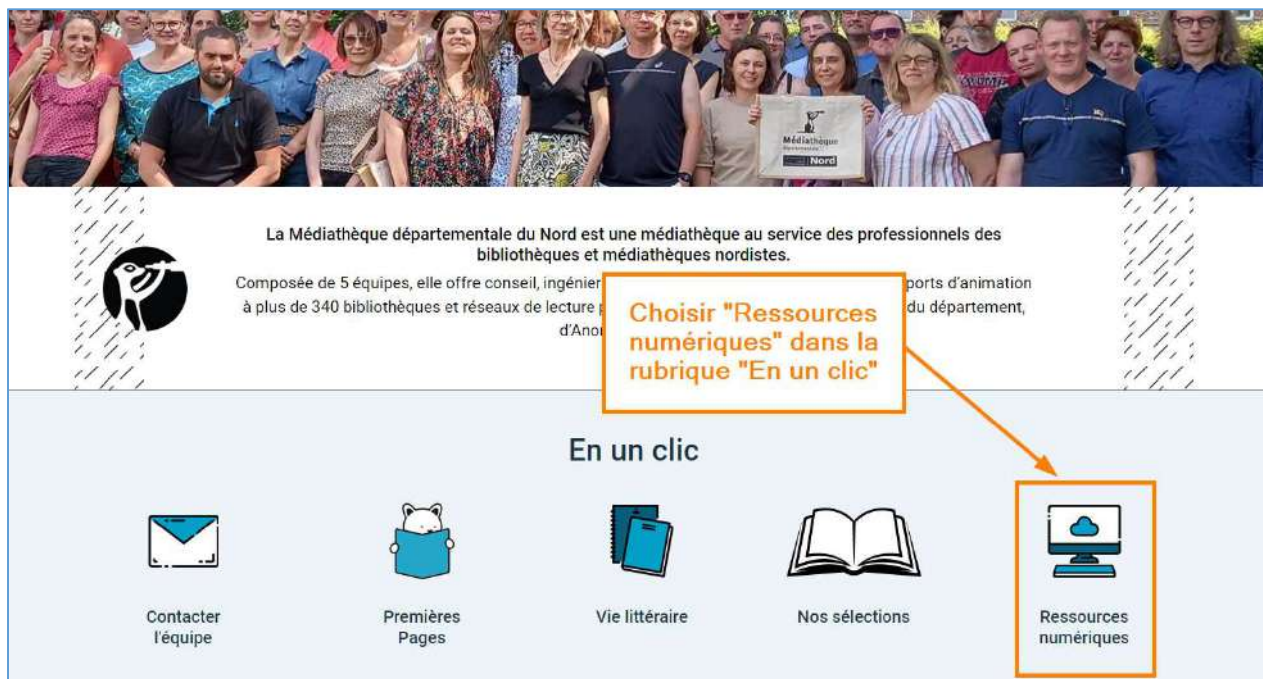 Médiathèque
départementale
Nord
La Médiathèque départementale du Nord est une médiathèque au service des professionnels des
bibliothèques et médiathèques nordistes.
Composée de 5 équipes, elle offre conseil, ports d'animation
à plus de 340 bibliothèques et réseaux de lecture du département,
Choisir "Ressources
numériques" dans la
rubrique "En un clic"
En un clic
Contacter
l'équipe
Premières
Pages
Vie littéraire
Nos sélections
Ressources
numériques